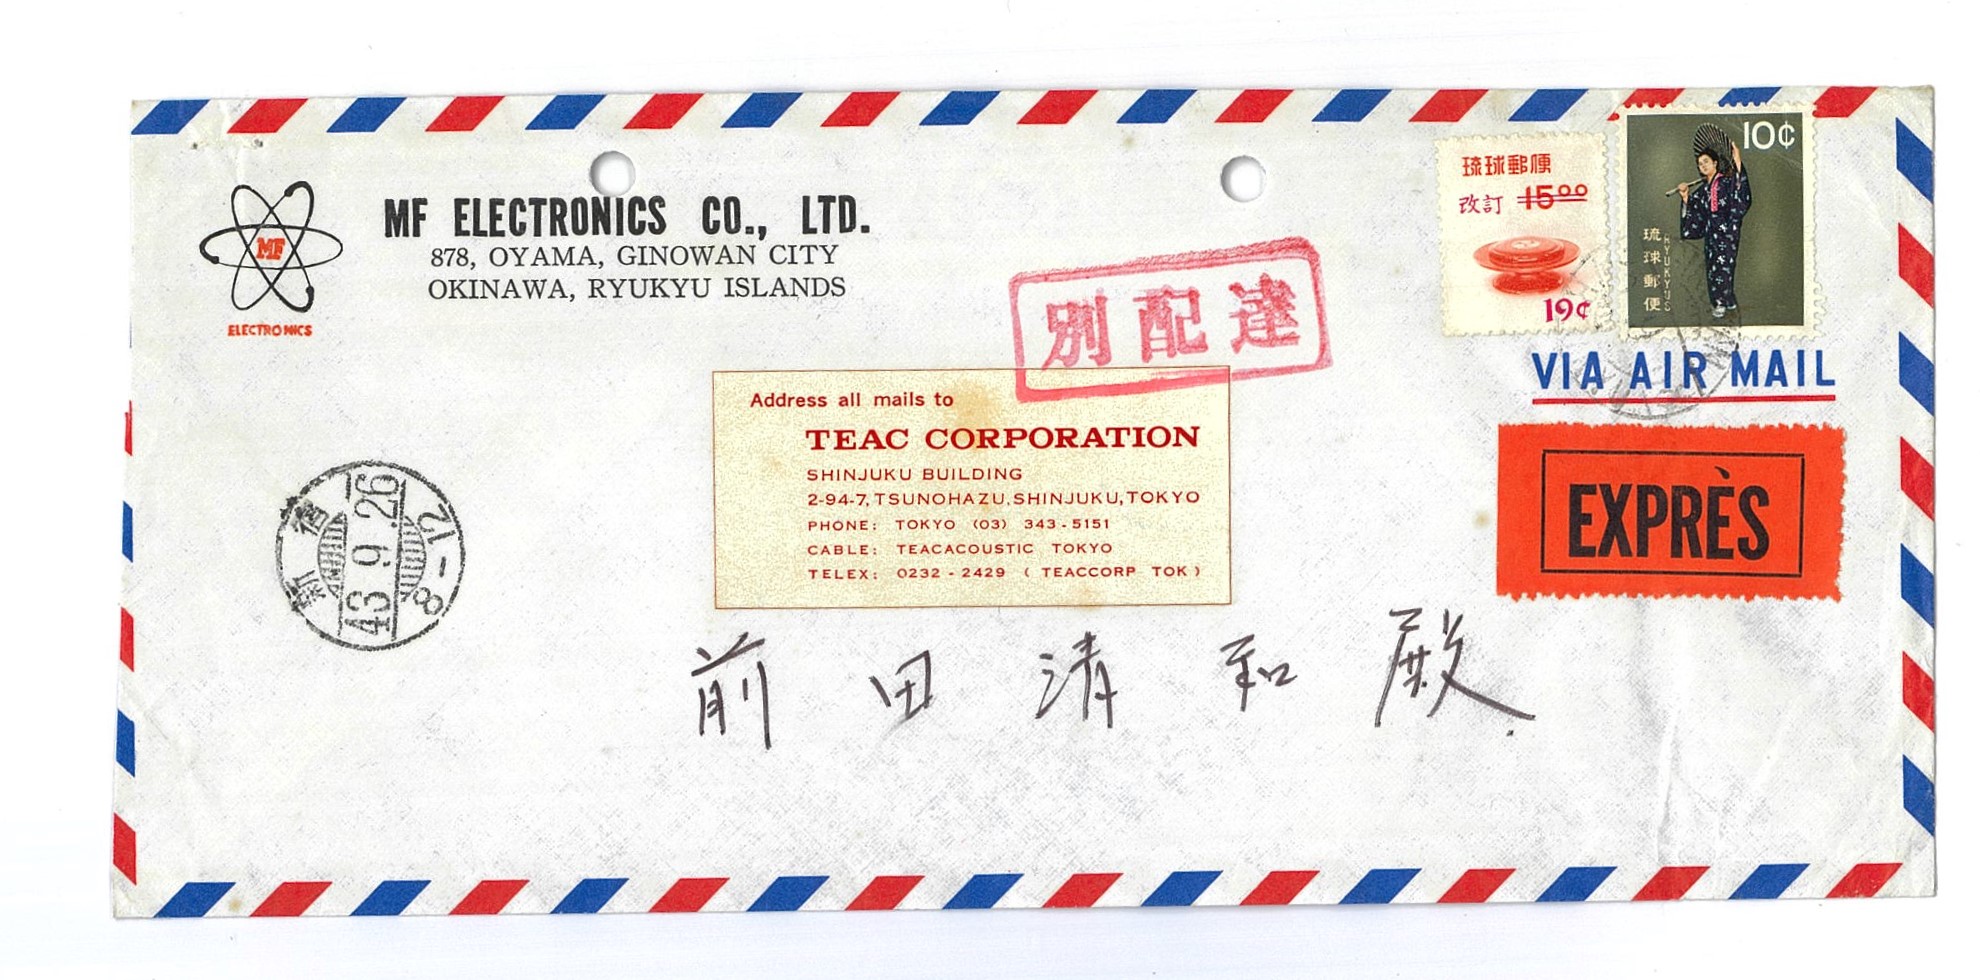 MF
ELECTRONICS
MF ELECTRONICS CO., LTD.
878, OYAMA, GINOWAN CITY
OKINAWA, RYUKYU ISLANDS
別配達
琉球郵便
改訂 15⁰⁰
19¢
10¢
琉球郵便
RYUKYUS
VIA AIR MAIL
EXPRÈS
Address all mails to
TEAC CORPORATION
SHINJUKU BUILDING
2-94-7, TSUNOHAZU, SHINJUKU, TOKYO
PHONE: TOKYO (03) 343-5151
CABLE: TEACACOUSTIC TOKYO
TELEX: 0232-2429 (TEACCORP TOK)
新宿
43.9.26
8-12
前田清和殿